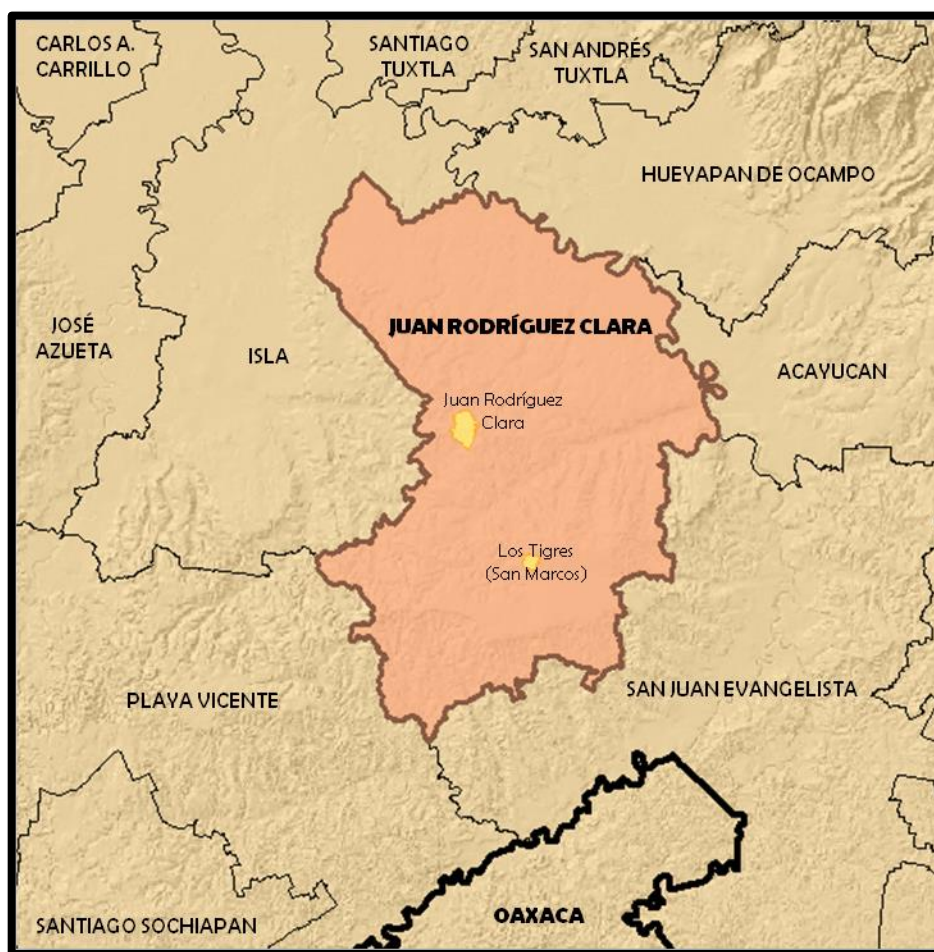 CARLOS A.
CARRILLO
SANTIAGO
TUXTLA
SAN ANDRÉS
TUXTLA
HUEYAPAN DE OCAMPO
JOSÉ
AZUETA
ISLA
JUAN RODRÍGUEZ CLARA
ACAYUCAN
Juan Rodríguez
Clara
Los Tigres
(San Marcos)
PLAYA VICENTE
SAN JUAN EVANGELISTA
SANTIAGO SOCHIAPAN
OAXACA